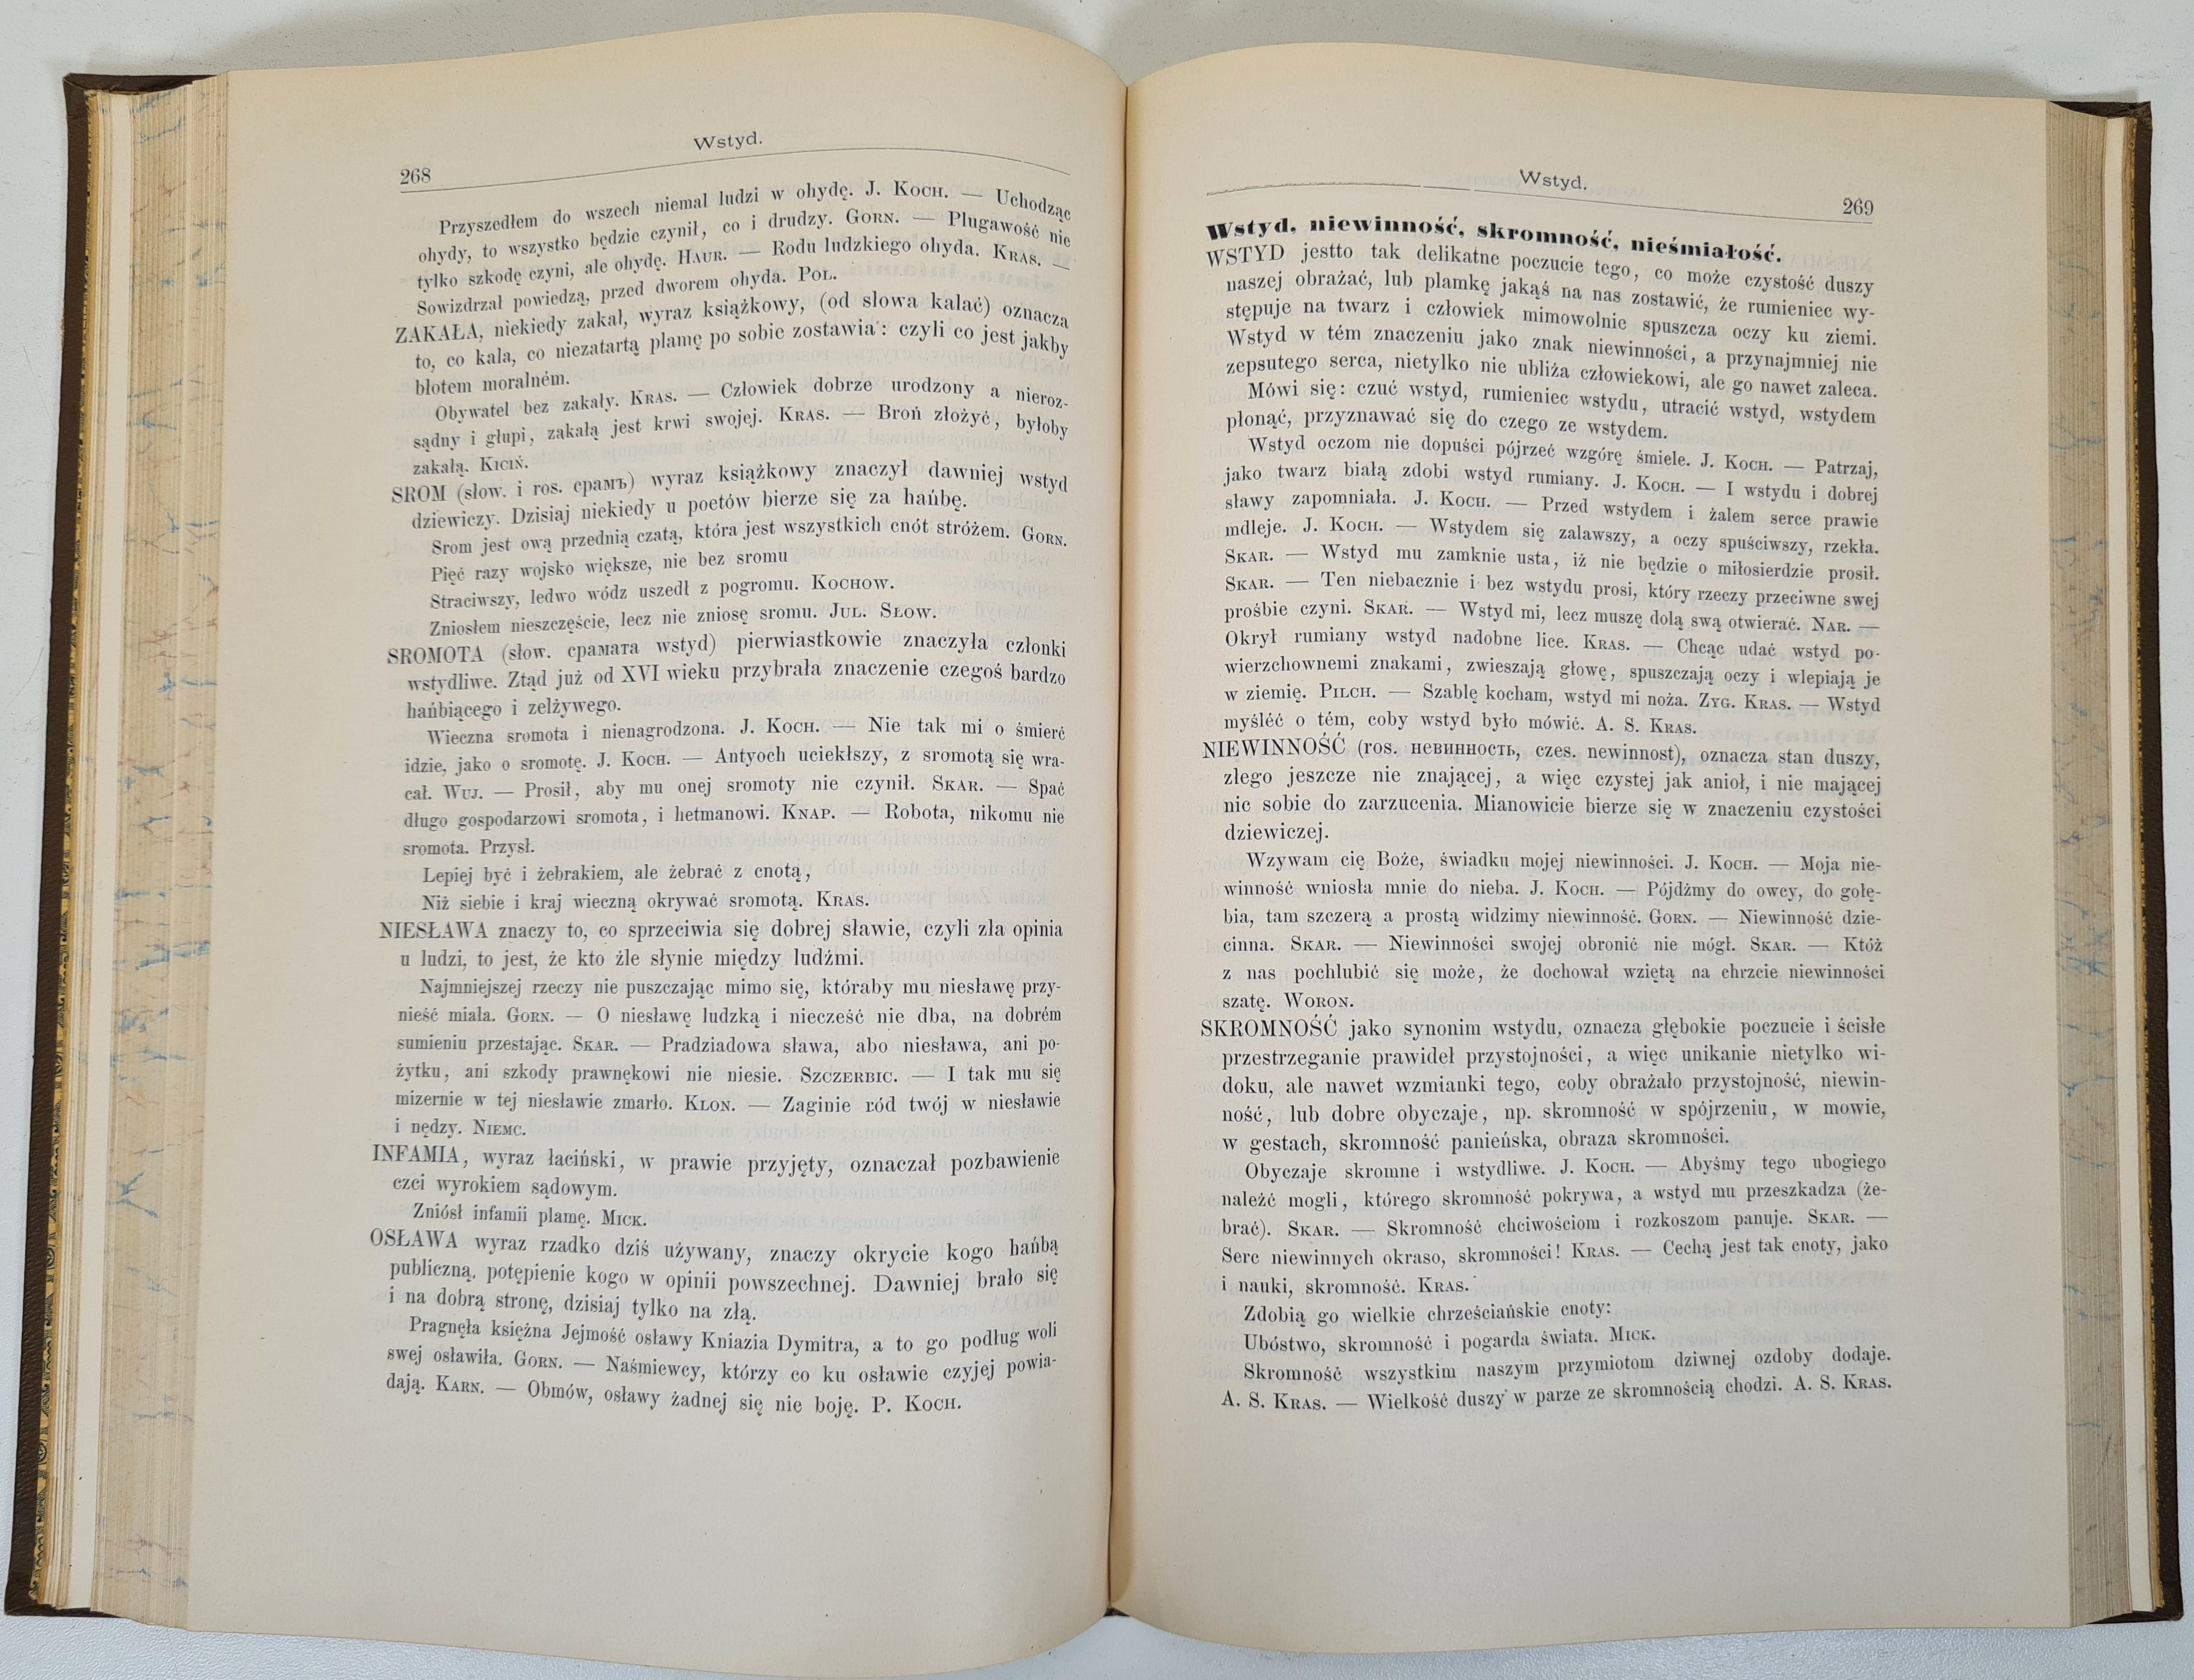 Wstyd.
268
Przyszedłem do wszech niemal ludzi w ohydę. J. Koch. — Uchodząc
ohydy, to wszystko będzie czynił, co i drudzy. Gorn. — Plugawość nie
tylko szkodę czyni, ale ohydę. Haur. — Rodu ludzkiego ohyda. Kras. —
Sowizdrzał powiedzą, przed dworem ohyda. Pol.
ZAKAŁA, niekiedy zakał, wyraz książkowy, (od słowa kalać) oznacza
to, co kala, co niezatartą plamę po sobie zostawia: czyli co jest jakby
błotem moralném.
Obywatel bez zakały. Kras. — Człowiek dobrze urodzony a nieroz-
sądny i głupi, zakałą jest krwi swojej. Kras. — Broń złożyć, byłoby
zakałą. Kiciń.
SROM (słow. i ros. срамъ) wyraz książkowy znaczył dawniej wstyd
dziewiczy. Dzisiaj niekiedy u poetów bierze się za hańbę.
Srom jest ową przednią czatą, która jest wszystkich cnót stróżem. Gorn.
Pięć razy wojsko większe, nie bez sromu
Straciwszy, ledwo wódz uszedł z pogromu. Kochow.
Zniosłem nieszczęście, lecz nie zniosę sromu. Jul. Słow.
SROMOTA (słow. срамата wstyd) pierwiastkowie znaczyła członki
wstydliwe. Ztąd już od XVI wieku przybrała znaczenie czegoś bardzo
hańbiącego i zelżywego.
Wieczna sromota i nienagrodzona. J. Koch. — Nie tak mi o śmierć
idzie, jako o sromotę. J. Koch. — Antyoch uciekłszy, z sromotą się wra-
cał. Wuj. — Prosił, aby mu onej sromoty nie czynił. Skar. — Spać
długo gospodarzowi sromota, i hetmanowi. Knap. — Robota, nikomu nie
sromota. Przysł.
Lepiej być i żebrakiem, ale żebrać z cnotą,
Niż siebie i kraj wieczną okrywać sromotą. Kras.
NIESŁAWA znaczy to, co sprzeciwia się dobrej sławie, czyli zła opinia
u ludzi, to jest, że kto źle słynie między ludźmi.
Najmniejszej rzeczy nie puszczając mimo się, któraby mu niesławę przy-
nieść miała. Gorn. — O niesławę ludzką i niecześć nie dba, na dobrém
sumieniu przestając. Skar. — Pradziadowa sława, abo niesława, ani po-
żytku, ani szkody prawnękowi nie niesie. Szczerbic. — I tak mu się
mizernie w tej niesławie zmarło. Klon. — Zaginie ród twój w niesławie
i nędzy. Niemc.
INFAMIA, wyraz łaciński, w prawie przyjęty, oznaczał pozbawienie
czci wyrokiem sądowym.
Zniósł infamii plamę. Mick.
OSŁAWA wyraz rzadko dziś używany, znaczy okrycie kogo hańbą
publiczną, potępienie kogo w opinii powszechnej. Dawniej brało się
i na dobrą stronę, dzisiaj tylko na złą.
Pragnęła księżna Jejmość osławy Kniazia Dymitra, a to go podług woli
swej osławiła. Gorn. — Naśmiewcy, którzy co ku osławie czyjej powia-
dają. Karn. — Obmów, osławy żadnej się nie boję. P. Koch.
Wstyd.
269
Wstyd, niewinność, skromność, nieśmiałość.
WSTYD jestto tak delikatne poczucie tego, co może czystość duszy
naszej obrażać, lub plamkę jakąś na nas zostawić, że rumieniec wy-
stępuje na twarz i człowiek mimowolnie spuszcza oczy ku ziemi.
Wstyd w tém znaczeniu jako znak niewinności, a przynajmniej nie
zepsutego serca, nietylko nie ubliża człowiekowi, ale go nawet zaleca.
Mówi się: czuć wstyd, rumieniec wstydu, utracić wstyd, wstydem
płonąć, przyznawać się do czego ze wstydem.
Wstyd oczom nie dopuści pójrzeć wzgórę śmiele. J. Koch. — Patrzaj,
jako twarz białą zdobi wstyd rumiany. J. Koch. — I wstydu i dobrej
sławy zapomniała. J. Koch. — Przed wstydem i żalem serce prawie
mdleje. J. Koch. — Wstydem się zalawszy, a oczy spuściwszy, rzekła.
Skar. — Wstyd mu zamknie usta, iż nie będzie o miłosierdzie prosił.
Skar. — Ten niebacznie i bez wstydu prosi, który rzeczy przeciwne swej
prośbie czyni. Skar. — Wstyd mi, lecz muszę dolą swą otwierać. Nar. —
Okrył rumiany wstyd nadobne lice. Kras. — Chcąc udać wstyd po-
wierzchownemi znakami, zwieszają głowę, spuszczają oczy i wlepiają je
w ziemię. Pilch. — Szablę kocham, wstyd mi noża. Zyg. Kras. — Wstyd
myśléć o tém, coby wstyd było mówić. A. S. Kras.
NIEWINNOŚĆ (ros. невинность, czes. newinnost), oznacza stan duszy,
złego jeszcze nie znającej, a więc czystej jak anioł, i nie mającej
nic sobie do zarzucenia. Mianowicie bierze się w znaczeniu czystości
dziewiczej.
Wzywam cię Boże, świadku mojej niewinności. J. Koch. — Moja nie-
winność wniosła mnie do nieba. J. Koch. — Pójdźmy do owcy, do gołę-
bia, tam szczerą a prostą widzimy niewinność. Gorn. — Niewinność dzie-
cinna. Skar. — Niewinności swojej obronić nie mógł. Skar. — Któż
z nas pochlubić się może, że dochował wziętą na chrzcie niewinności
szatę. Woron.
SKROMNOŚĆ jako synonim wstydu, oznacza głębokie poczucie i ścisłe
przestrzeganie prawideł przystojności, a więc unikanie nietylko wi-
doku, ale nawet wzmianki tego, coby obrażało przystojność, niewin-
ność, lub dobre obyczaje, np. skromność w spójrzeniu, w mowie,
w gestach, skromność panieńska, obraza skromności.
Obyczaje skromne i wstydliwe. J. Koch. — Abyśmy tego ubogiego
należć mogli, którego skromność pokrywa, a wstyd mu przeszkadza (że-
brać). Skar. — Skromność chciwościom i rozkoszom panuje. Skar. —
Serc niewinnych okraso, skromności! Kras. — Cechą jest tak cnoty, jako
i nauki, skromność. Kras.
Zdobią go wielkie chrześciańskie cnoty:
Ubóstwo, skromność i pogarda świata. Mick.
Skromność wszystkim naszym przymiotom dziwnej ozdoby dodaje.
A. S. Kras. — Wielkość duszy w parze ze skromnością chodzi. A. S. Kras.